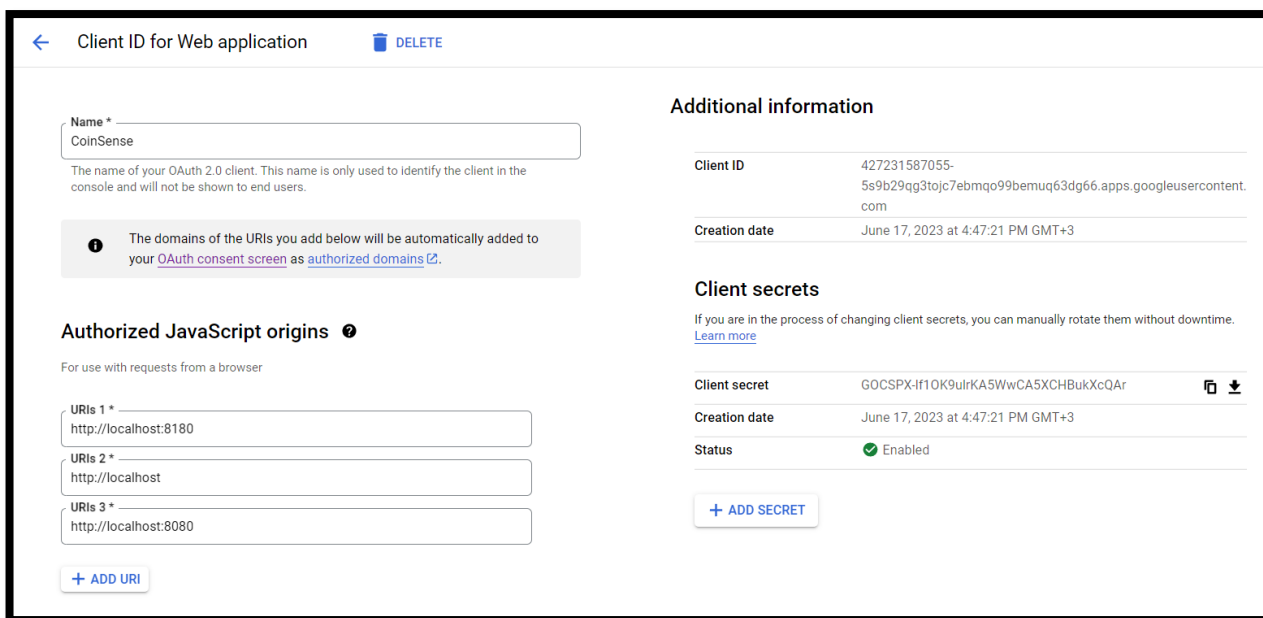 Client ID for Web application
DELETE
Name *
CoinSense
The name of your OAuth 2.0 client. This name is only used to identify the client in the
console and will not be shown to end users.
The domains of the URIs you add below will be automatically added to
your OAuth consent screen as authorized domains.
Authorized JavaScript origins
For use with requests from a browser
URIs 1 *
http://localhost:8180
URIs 2 *
http://localhost
URIs 3 *
http://localhost:8080
ADD URI
Additional information
Client ID
427231587055-
5s9b29qg3tojc7ebmqo99bemuq63dg66.apps.googleusercontent.
com
Creation date
June 17, 2023 at 4:47:21 PM GMT+3
Client secrets
If you are in the process of changing client secrets, you can manually rotate them without downtime.
Learn more
Client secret
Creation date
June 17, 2023 at 4:47:21 PM GMT+3
Status
Enabled
ADD SECRET